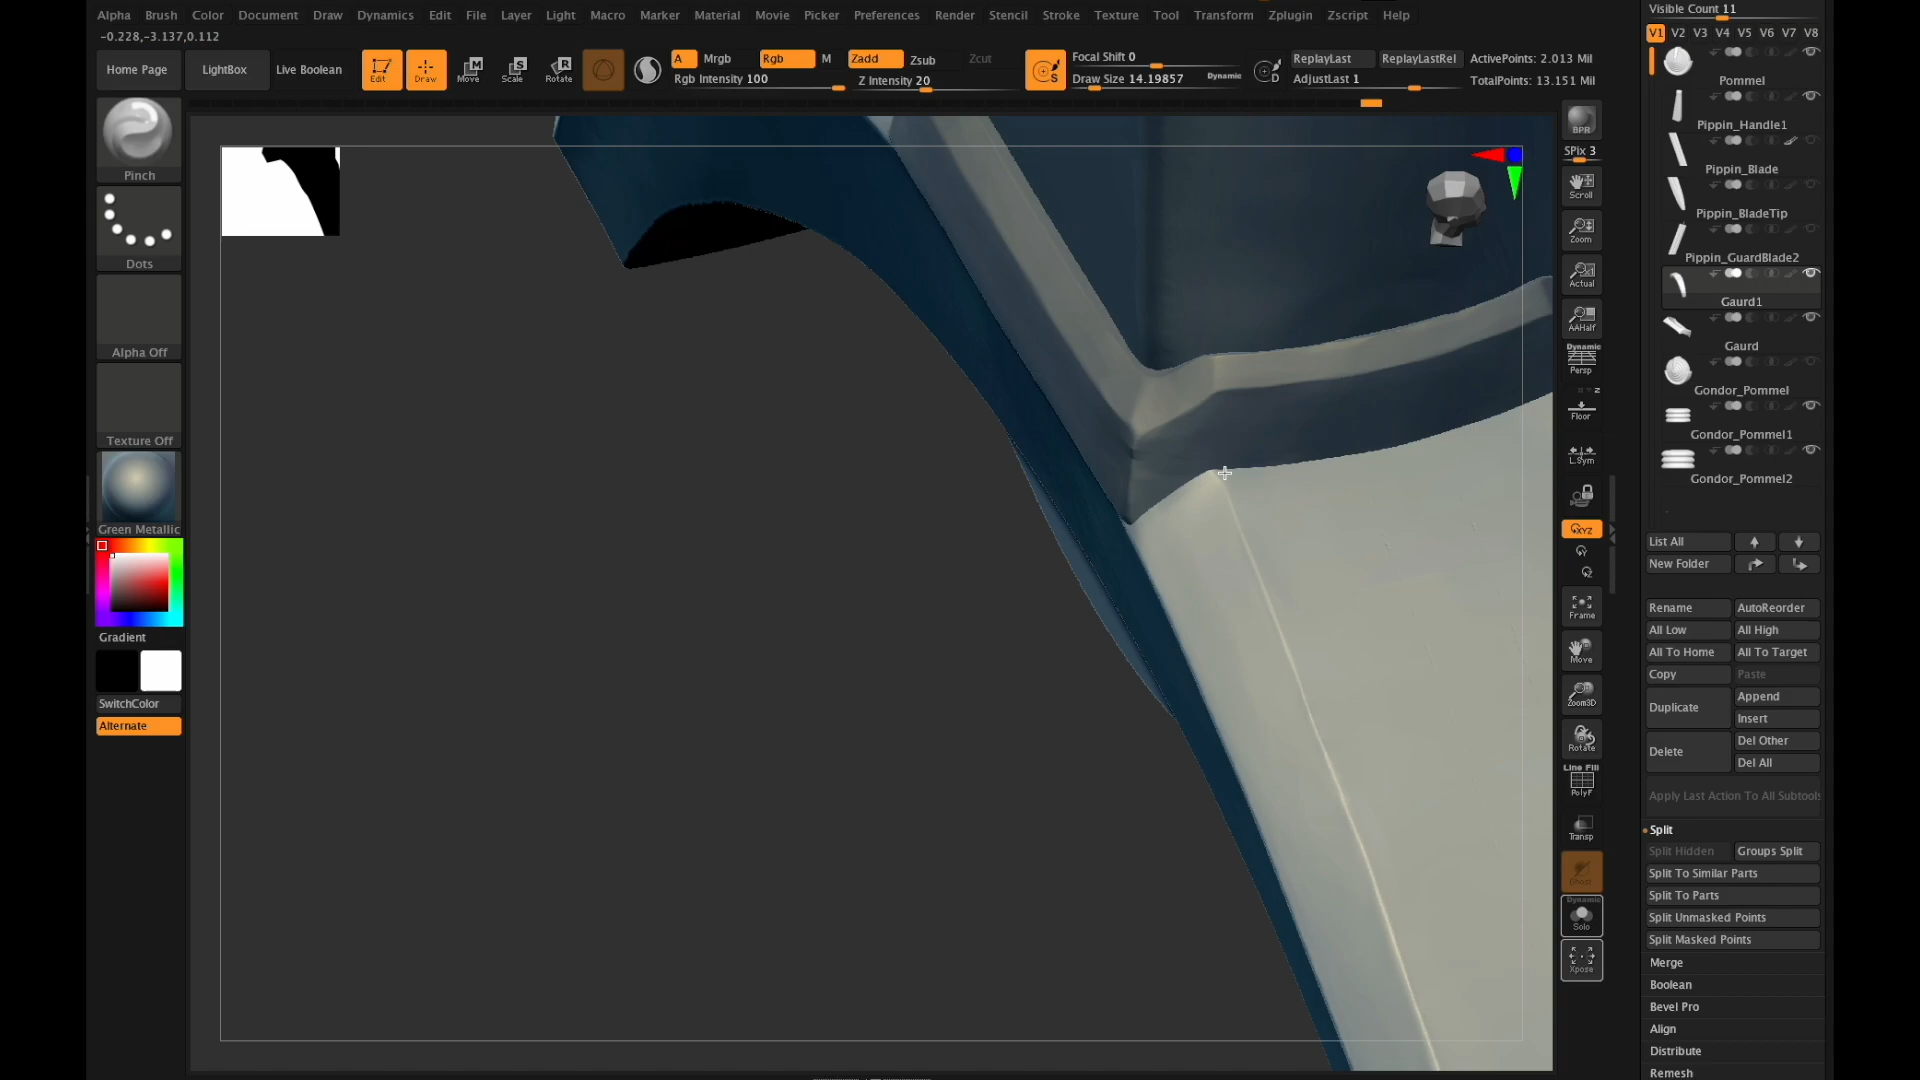 Alpha Brush Color Document Draw Dynamics Edit File Layer Light Macro Marker Material Movie Picker Preferences Render Stencil Stroke Texture Tool Transform Zplugin Zscript Help
-0.228,-3.137,0.112
Home Page
LightBox
Live Boolean
Edit
Draw
Move
Scale
Rotate
A
Mrgb
Rgb
M
Rgb Intensity 100
Zadd
Zsub
Zcut
Z Intensity 20
Focal Shift 0
Draw Size 14.19857
Dynamic
ReplayLast
ReplayLastRel
AdjustLast 1
ActivePoints: 2.013 Mil
TotalPoints: 13.151 Mil
Pinch
Dots
Alpha Off
Texture Off
Green Metallic
Gradient
SwitchColor
Alternate
BPR
SPix 3
Scroll
Zoom
Actual
AAHalf
Dynamic
Persp
Floor
L.Sym
XYZ
Frame
Move
Zoom3D
Rotate
Line Fill
PolyF
Transp
Ghost
Dynamic
Solo
Xpose
Visible Count 11
V1 V2 V3 V4 V5 V6 V7 V8
Pommel
Pippin_Handle1
Pippin_Blade
Pippin_BladeTip
Pippin_GuardBlade2
Gaurd1
Gaurd
Gondor_Pommel
Gondor_Pommel1
Gondor_Pommel2
List All
New Folder
Rename
AutoReorder
All Low
All High
All To Home
All To Target
Copy
Paste
Duplicate
Append
Insert
Delete
Del Other
Del All
Apply Last Action To All Subtools
Split
Split Hidden
Groups Split
Split To Similar Parts
Split To Parts
Split Unmasked Points
Split Masked Points
Merge
Boolean
Bevel Pro
Align
Distribute
Remesh